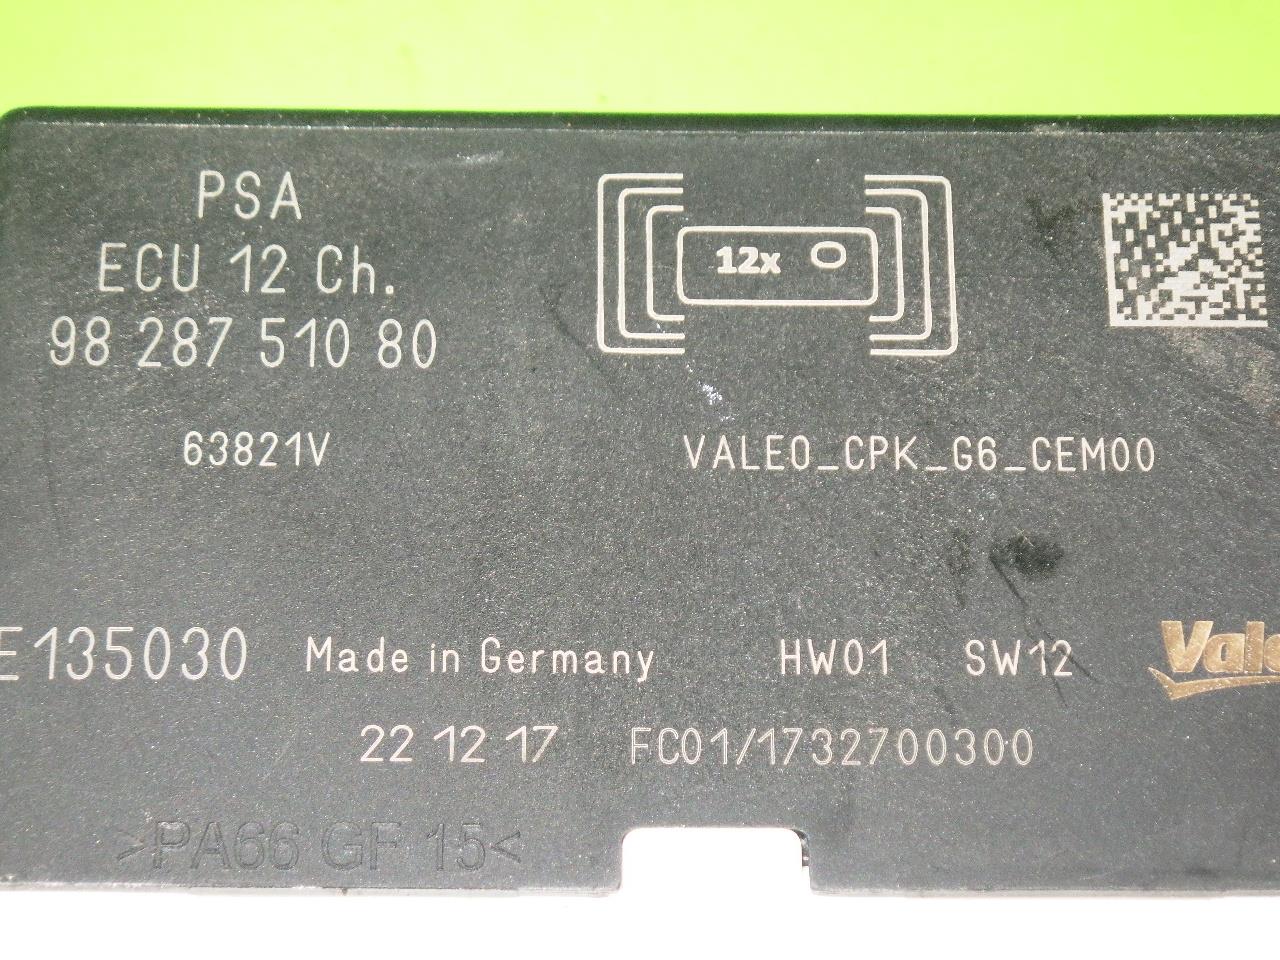 PSA
ECU 12 Ch.
98 287 510 80
12x
63821V
VALEO_CPK_G6_CEM00
E135030 Made in Germany HW01 SW12
22 12 17 FC01/1732700300
>PA66 GF 15<